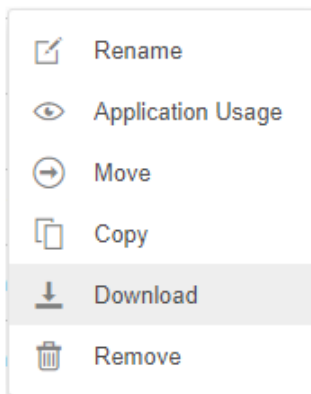 Rename
Application Usage
Move
Copy
Download
Remove